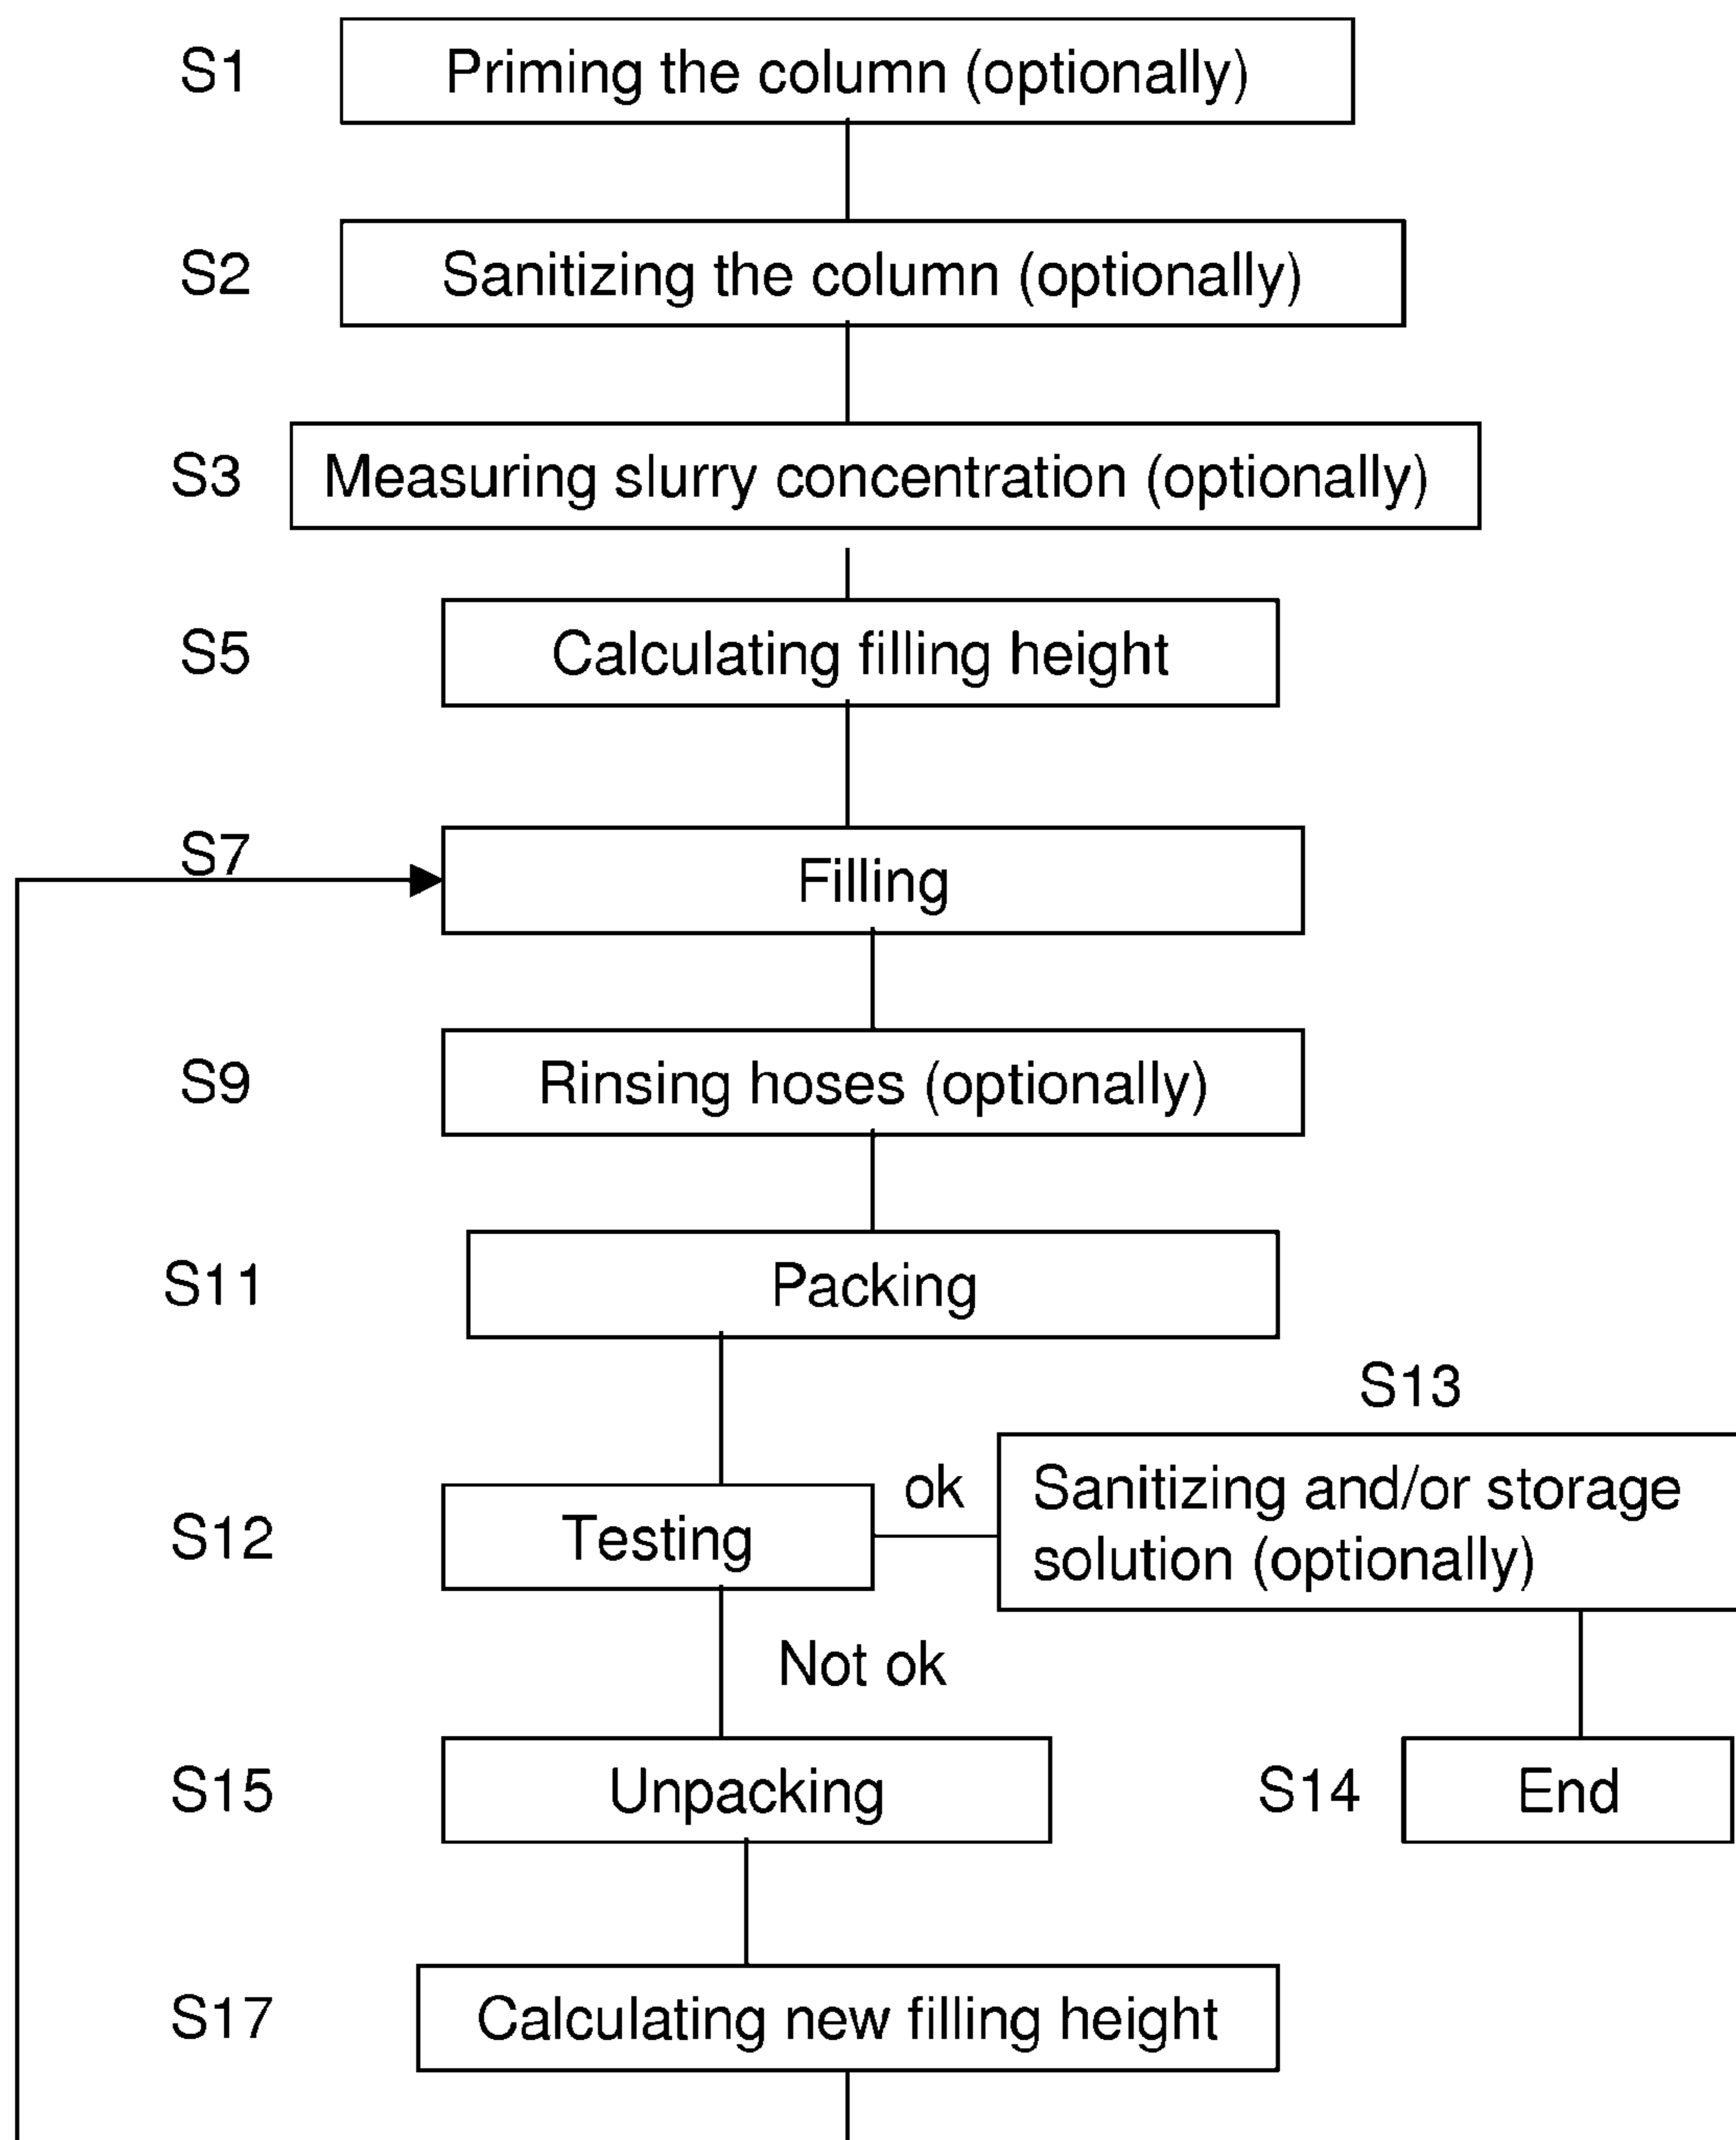 S1 Priming the column (optionally)
S2 Sanitizing the column (optionally)
S3 Measuring slurry concentration (optionally)
S5 Calculating filling height
S7 Filling
S9 Rinsing hoses (optionally)
S11 Packing
S13
S12 Testing ok Sanitizing and/or storage
solution (optionally)
Not ok
S15 Unpacking S14 End
S17 Calculating new filling height